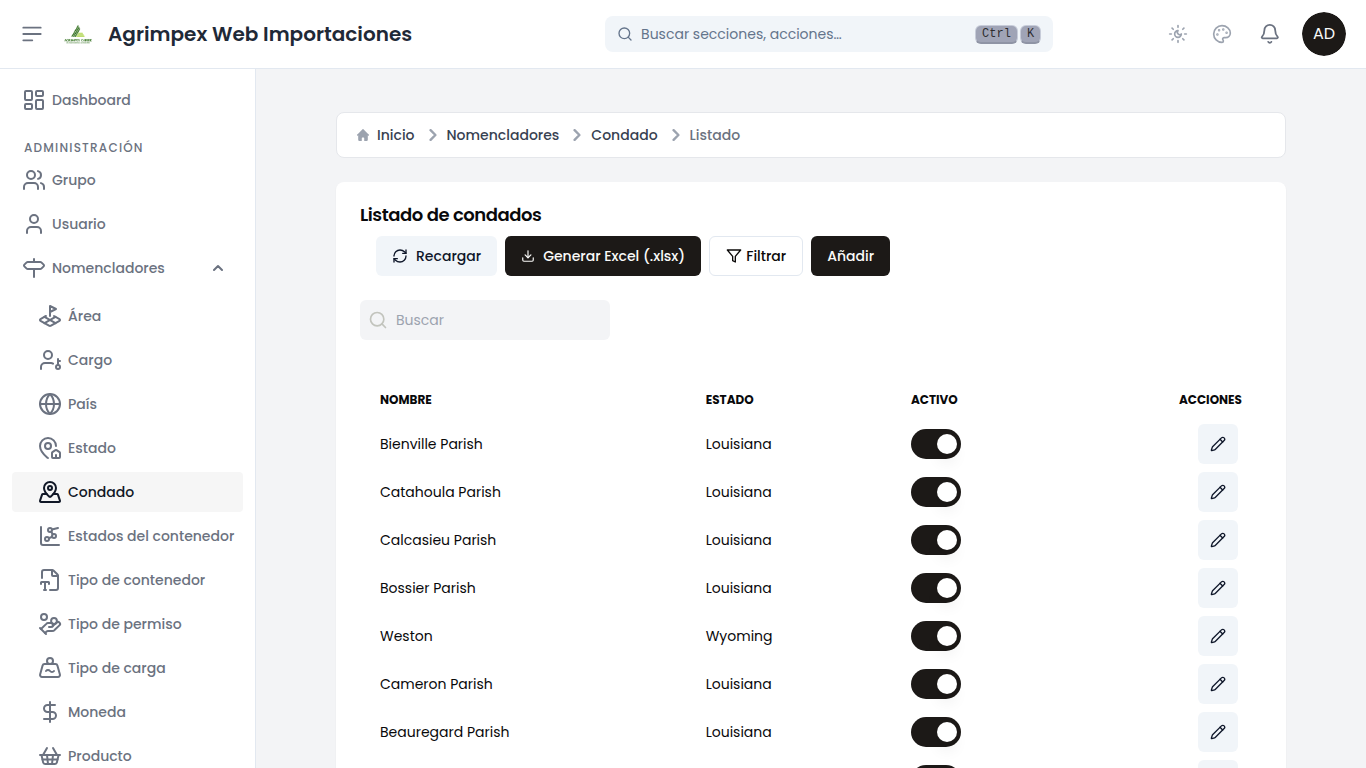 Agrimpex Web Importaciones
Buscar secciones, acciones...
Ctrl K
AD
Dashboard
ADMINISTRACIÓN
Grupo
Usuario
Nomencladores
Área
Cargo
País
Estado
Condado
Estados del contenedor
Tipo de contenedor
Tipo de permiso
Tipo de carga
Moneda
Producto
Inicio
Nomencladores
Condado
Listado
Listado de condados
Recargar
Generar Excel (.xlsx)
Filtrar
Añadir
Buscar
NOMBRE ESTADO ACTIVO ACCIONES
Bienville Parish Louisiana
Catahoula Parish Louisiana
Calcasieu Parish Louisiana
Bossier Parish Louisiana
Weston Wyoming
Cameron Parish Louisiana
Beauregard Parish Louisiana